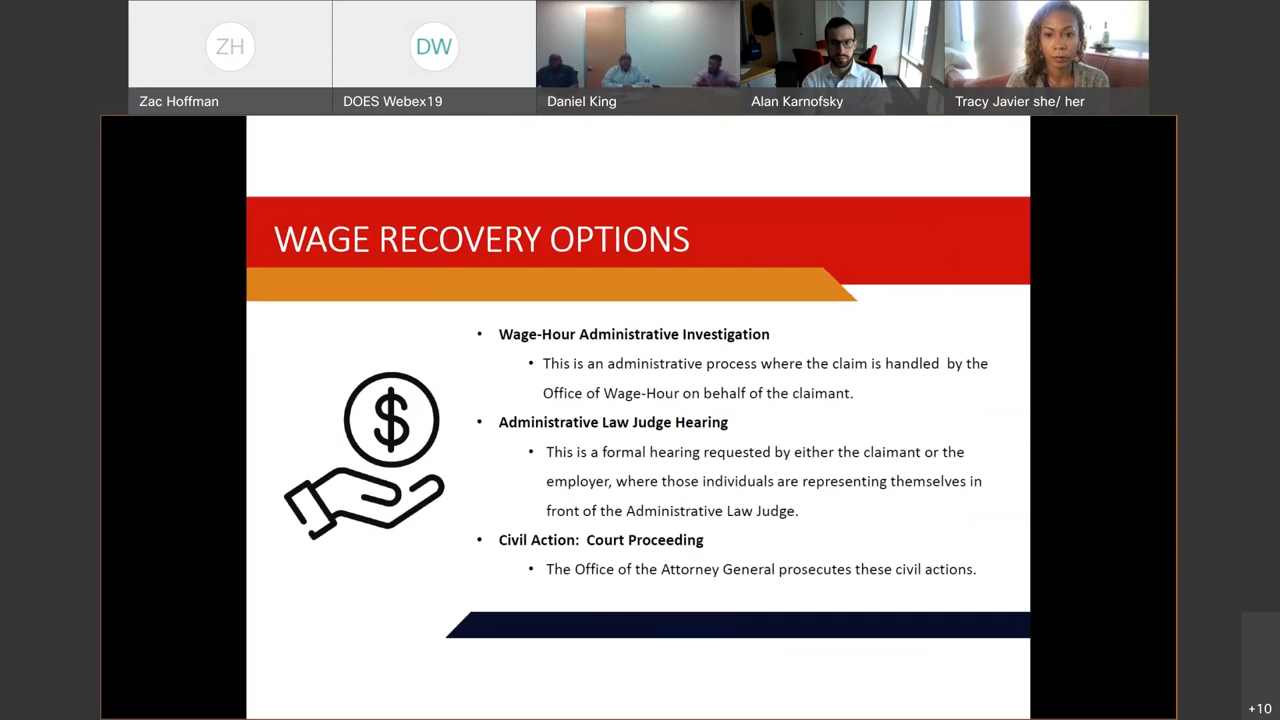 ZH
DW
Zac Hoffman
DOES Webex19
Daniel King
Alan Karnofsky
Tracy Javier she/ her
WAGE RECOVERY OPTIONS
$
• Wage-Hour Administrative Investigation
• This is an administrative process where the claim is handled by the
Office of Wage-Hour on behalf of the claimant.
• Administrative Law Judge Hearing
• This is a formal hearing requested by either the claimant or the
employer, where those individuals are representing themselves in
front of the Administrative Law Judge.
• Civil Action: Court Proceeding
• The Office of the Attorney General prosecutes these civil actions.
+10